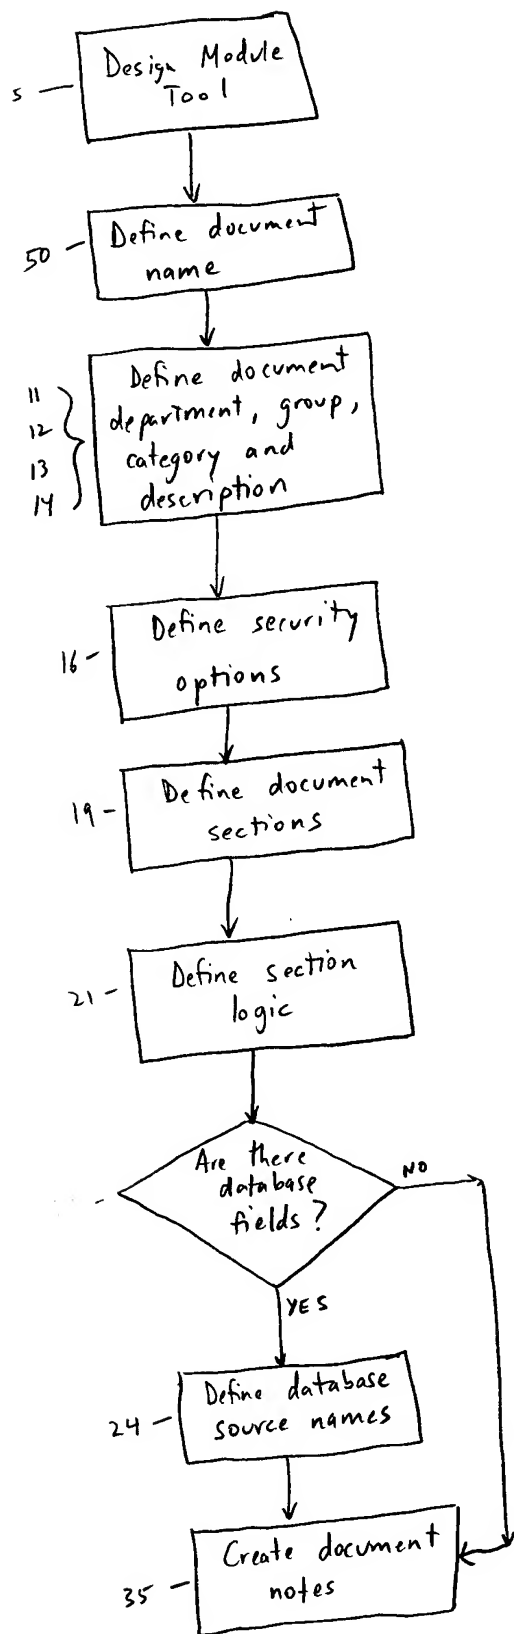 Design Module
Tool
5
Define document
name
50
Define document
department, group,
category and
description
11
12
13
14
Define security
options
16
Define document
sections
19
Define section
logic
21
Are there
database
fields?
NO
YES
Define database
source names
24
Create document
notes
35